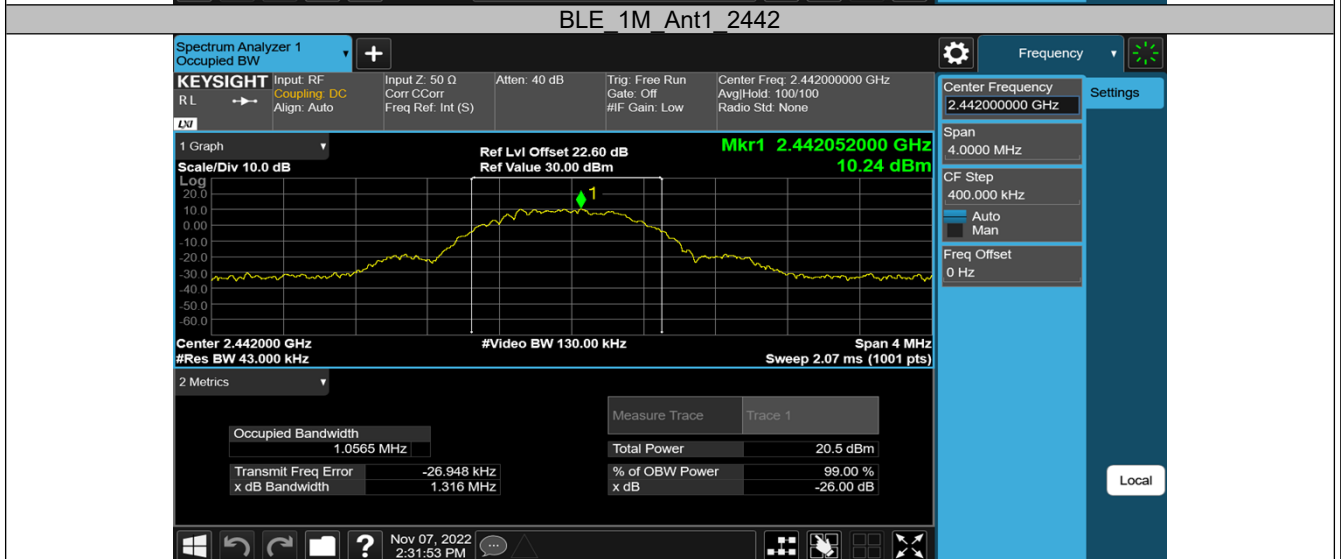 BLE_1M_Ant1_2442
Spectrum Analyzer 1
Occupied BW
+
Frequency
KEYSIGHT
RL
LXI
Input: RF
Coupling: DC
Align: Auto
Input Z: 50 Ω
Corr CCorr
Freq Ref: Int (S)
Atten: 40 dB
Trig: Free Run
Gate: Off
#IF Gain: Low
Center Freq: 2.442000000 GHz
Avg|Hold: 100/100
Radio Std: None
Center Frequency
2.442000000 GHz
Settings
Span
4.0000 MHz
CF Step
400.000 kHz
Auto
Man
Freq Offset
0 Hz
1 Graph
Scale/Div 10.0 dB
Ref Lvl Offset 22.60 dB
Ref Value 30.00 dBm
Mkr1 2.442052000 GHz
10.24 dBm
Log
20.0
10.0
0.00
-10.0
-20.0
-30.0
-40.0
-50.0
-60.0
1
Center 2.442000 GHz
#Video BW 130.00 kHz
Span 4 MHz
#Res BW 43.000 kHz
Sweep 2.07 ms (1001 pts)
2 Metrics
Measure Trace Trace 1
Occupied Bandwidth
1.0565 MHz
Total Power 20.5 dBm
Transmit Freq Error -26.948 kHz
% of OBW Power 99.00 %
x dB Bandwidth 1.316 MHz
x dB -26.00 dB
Local
?
Nov 07, 2022
2:31:53 PM